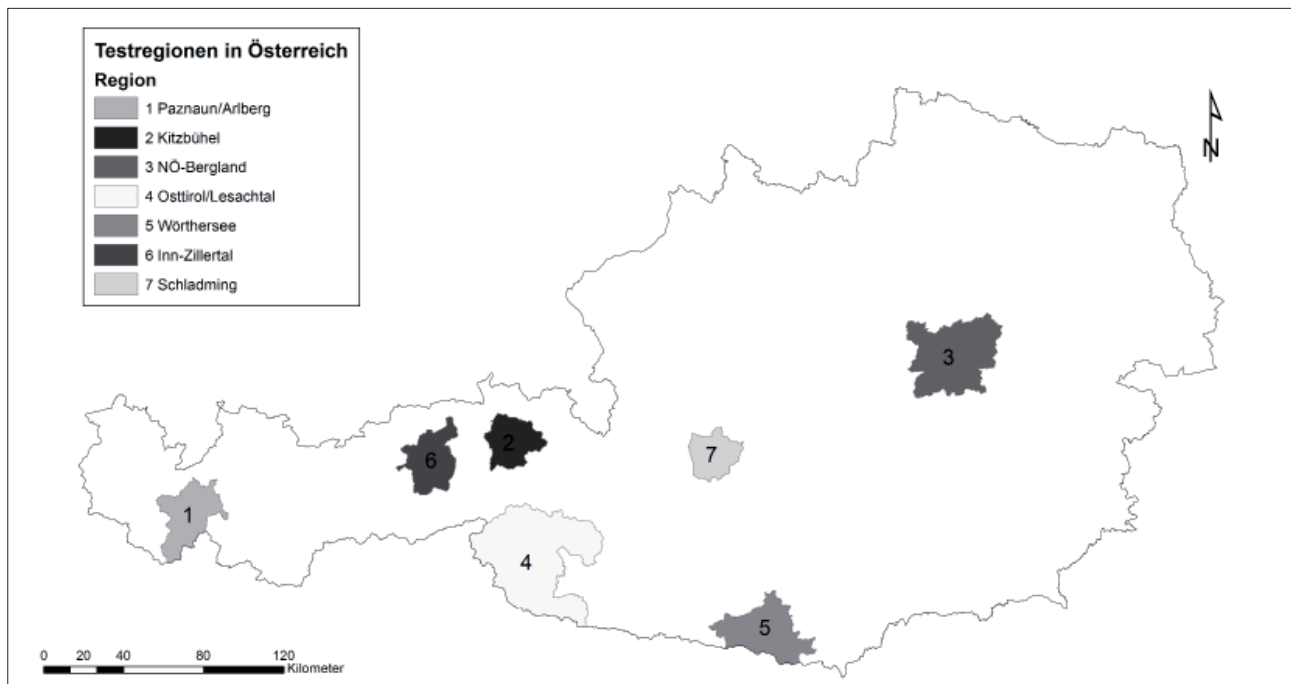 Testregionen in Österreich
Region
1 Paznaun/Arlberg
2 Kitzbühel
3 NÖ-Bergland
4 Osttirol/Lesachtal
5 Wörthersee
6 Inn-Zillertal
7 Schladming
N
3
2
6
7
1
4
5
0 20 40 80 120
Kilometer